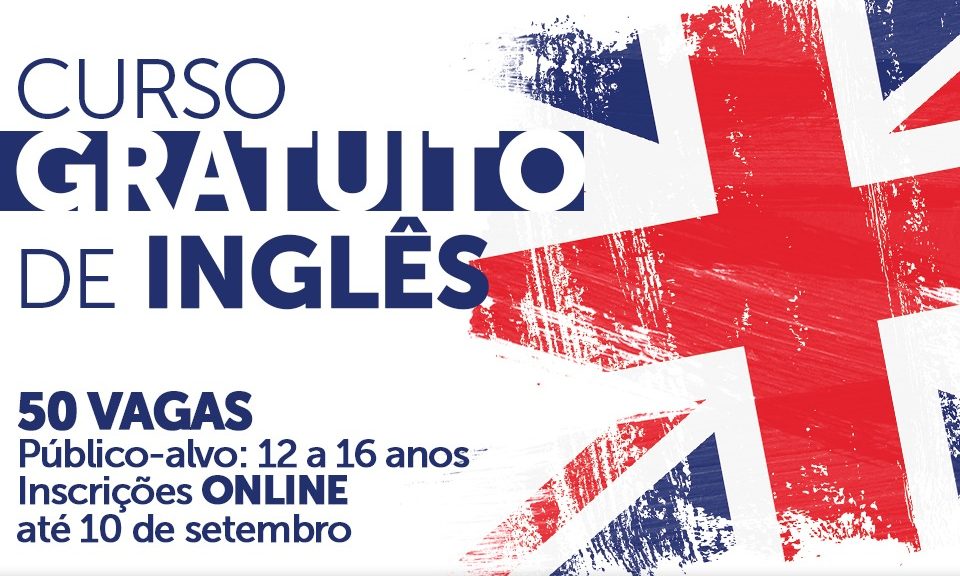 CURSO
GRATUITO
DE INGLÊS
50 VAGAS
Público-alvo: 12 a 16 anos
Inscrições ONLINE
até 10 de setembro